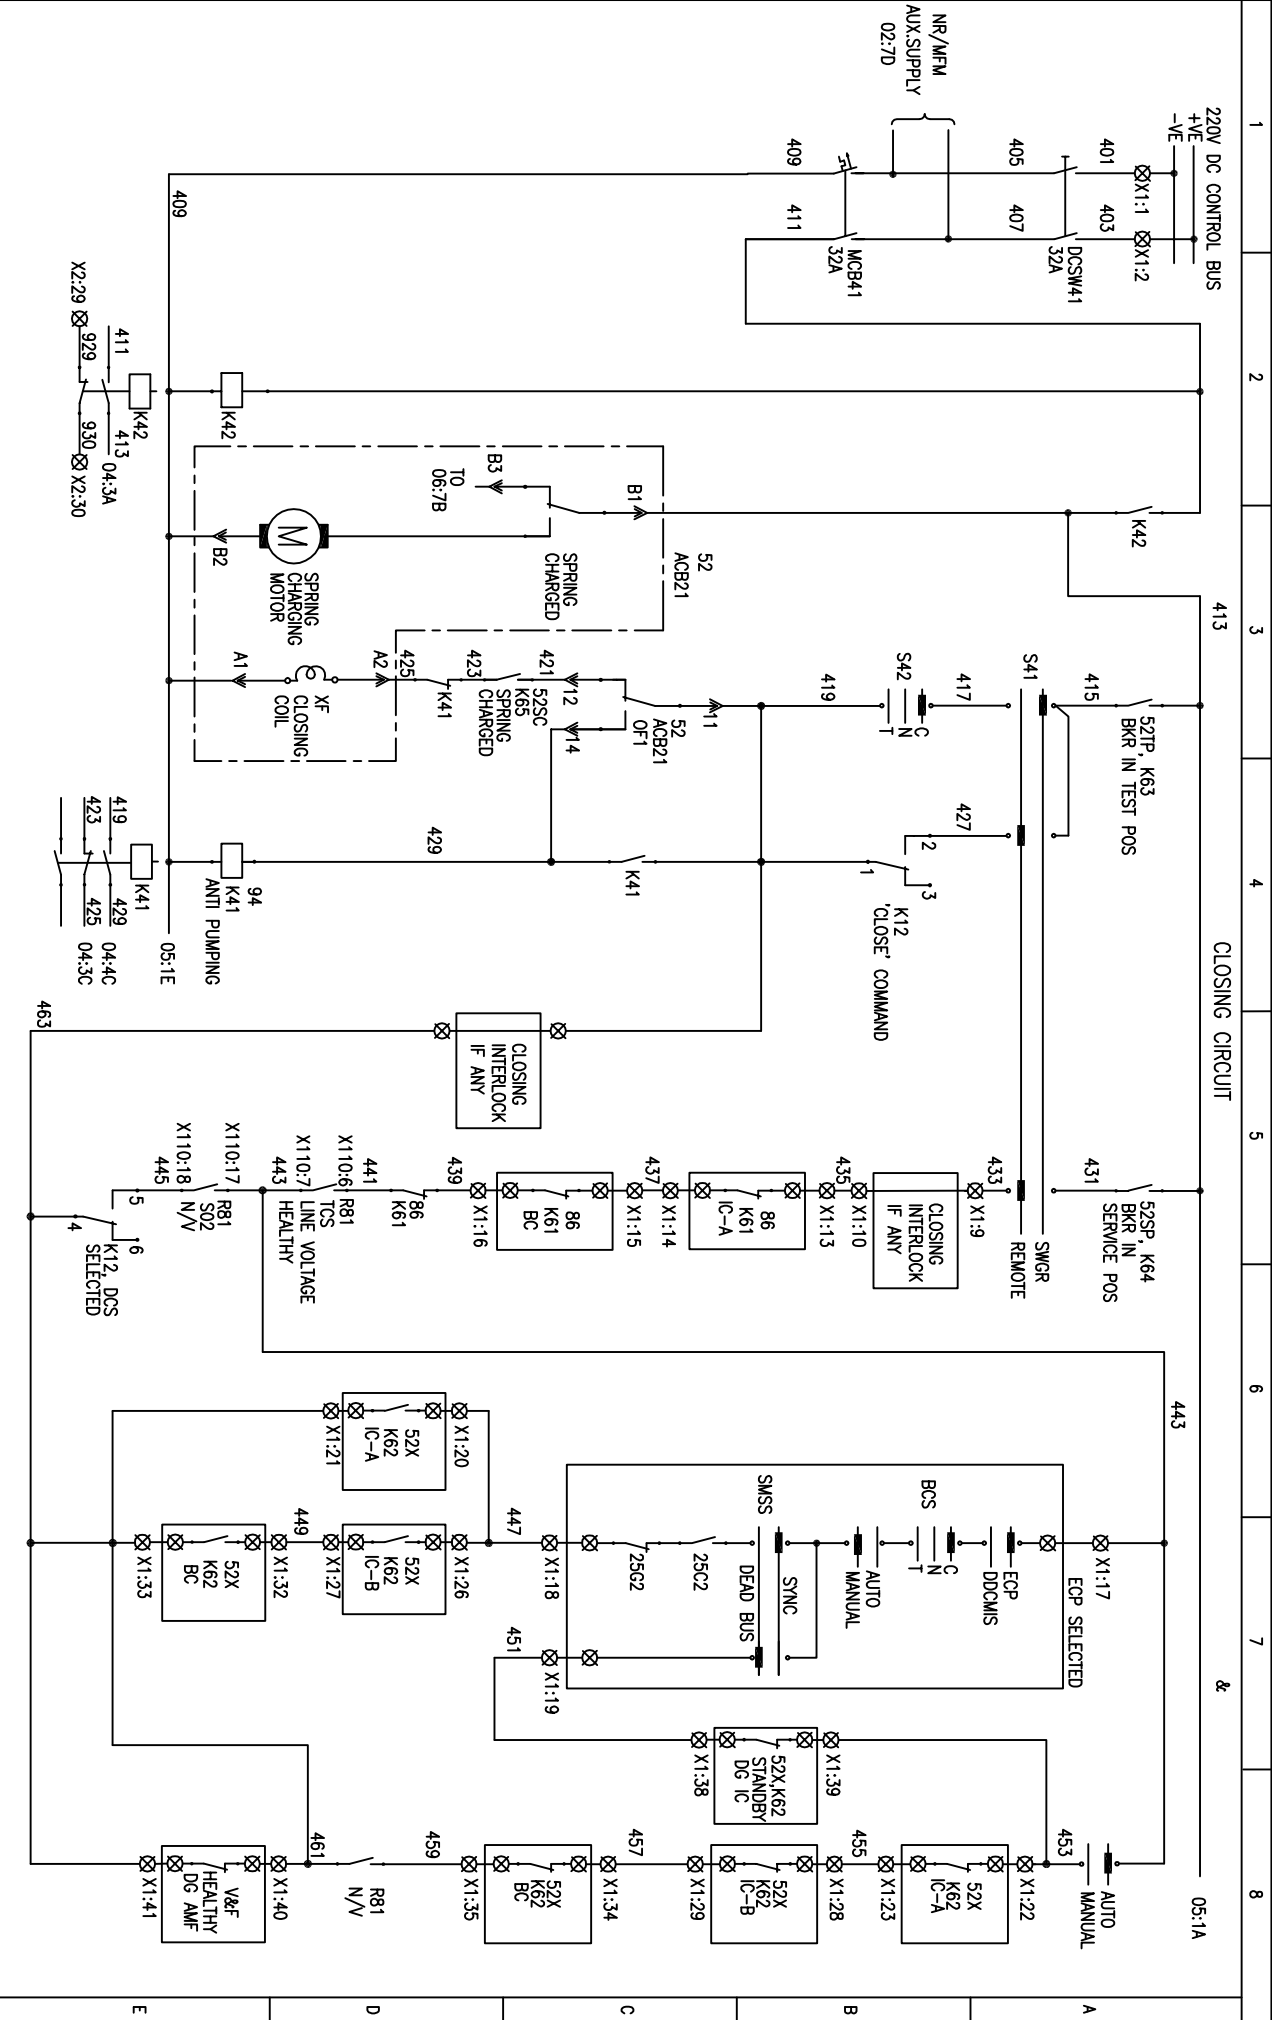 1
2
3
4
5
6
7
8
CLOSING CIRCUIT
&
A
B
C
D
E
220V DC CONTROL BUS
+VE
-VE
X1:1
X1:2
401
403
DCSW41
32A
405
407
NR/MFM
AUX.SUPPLY
02:7D
MCB41
32A
409
411
409
K42
K42
411
413
04:3A
X2:29
929
930
X2:30
K42
413
52
ACB21
B1
B3
TO
06:7B
SPRING
CHARGED
M
B2
SPRING
CHARGING
MOTOR
52TP, K63
BKR IN TEST POS
415
S41
SWGR
REMOTE
417
S42
C
N
T
419
11
52
ACB21
OF1
12
14
421
52SC
K65
SPRING
CHARGED
423
K41
425
A2
XF
CLOSING
COIL
A1
427
2
3
1
K12
'CLOSE' COMMAND
K41
429
94
K41
ANTI PUMPING
05:1E
K41
419
429
04:4C
423
425
04:3C
CLOSING
INTERLOCK
IF ANY
463
52SP, K64
BKR IN
SERVICE POS
431
433
X1:9
CLOSING
INTERLOCK
IF ANY
X1:10
435
X1:13
86
K61
IC-A
X1:14
437
X1:15
86
K61
BC
X1:16
439
86
K61
441
X110:6
R81
TCS
LINE VOLTAGE
HEALTHY
X110:7
443
X110:17
R81
SO2
N/V
X110:18
445
5
6
4
K12, DCS
SELECTED
443
X1:17
ECP SELECTED
ECP
DDCMIS
BCS
C
N
T
AUTO
MANUAL
SMSS
SYNC
DEAD BUS
25C2
25G2
X1:18
X1:19
447
451
X1:20
52X
K62
IC-A
X1:21
X1:26
52X
K62
IC-B
X1:27
449
X1:32
52X
K62
BC
X1:33
X1:39
52X,K62
STANDBY
DG IC
X1:38
05:1A
AUTO
MANUAL
453
X1:22
52X
K62
IC-A
X1:23
455
X1:28
52X
K62
IC-B
X1:29
457
X1:34
52X
K62
BC
X1:35
459
R81
N/V
461
X1:40
V&F
HEALTHY
DG AMF
X1:41